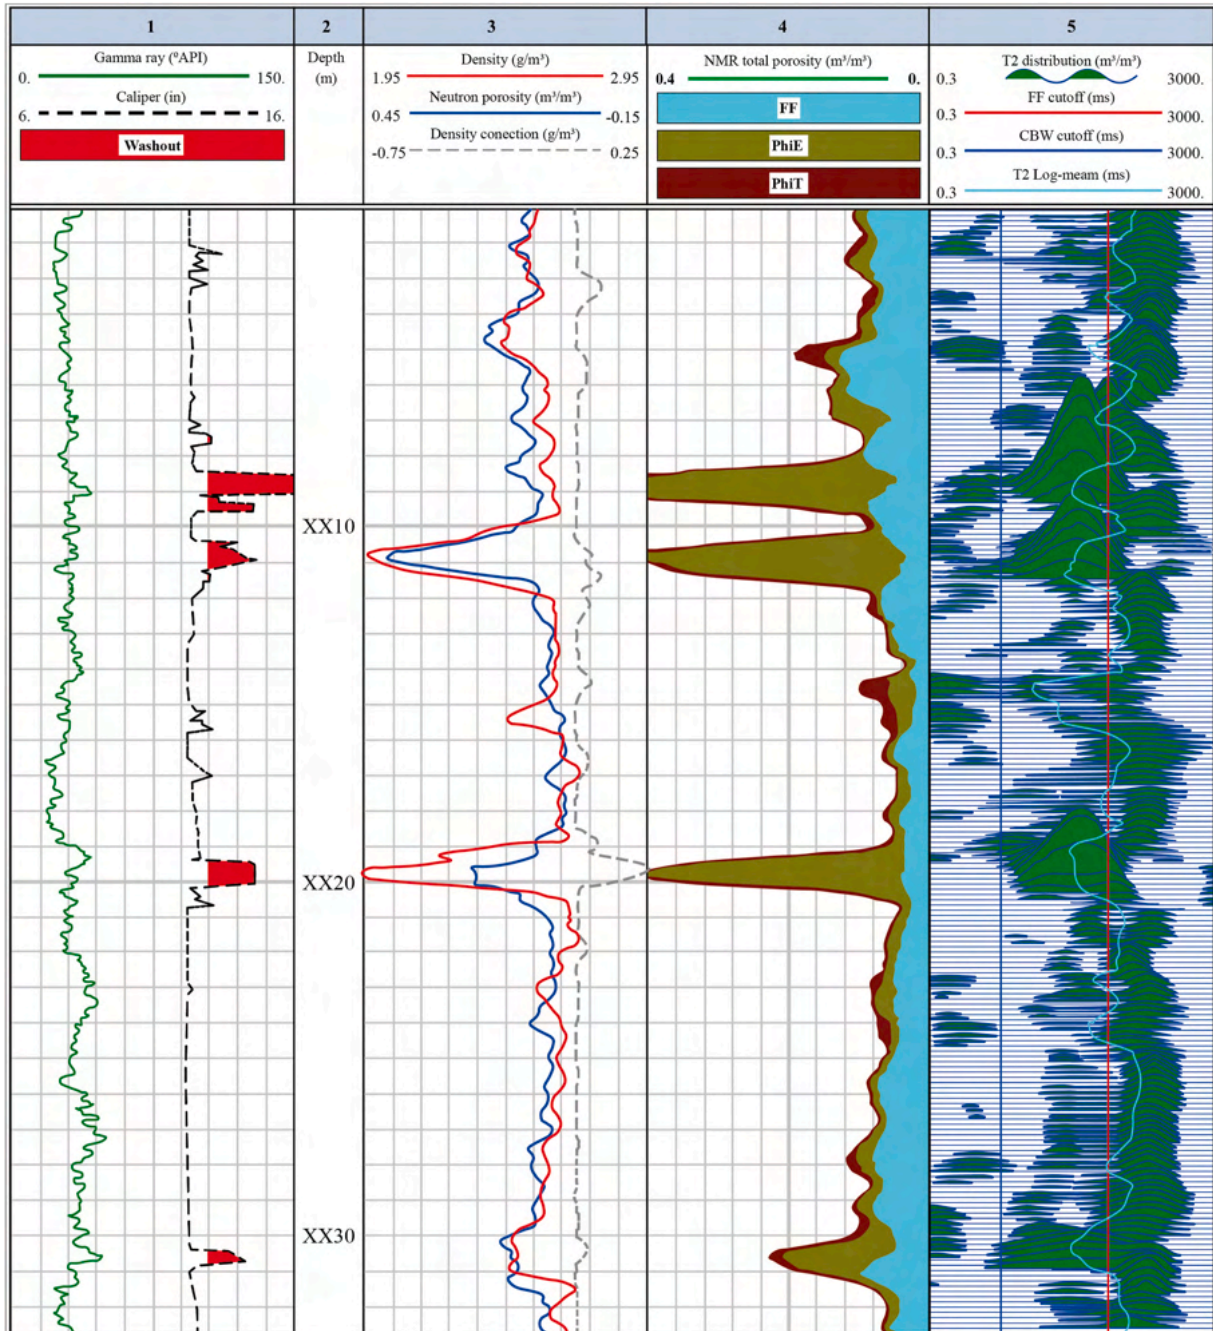 1 2 3 4 5
Gamma ray (ºAPI)
0. 150.
Caliper (in)
6. 16.
Washout
Depth
(m)
Density (g/m³)
1.95 2.95
Neutron porosity (m³/m³)
0.45 -0.15
Density conection (g/m³)
-0.75 0.25
NMR total porosity (m³/m³)
0.4 0.
FF
PhiE
PhiT
T2 distribution (m³/m³)
0.3 3000.
FF cutoff (ms)
0.3 3000.
CBW cutoff (ms)
0.3 3000.
T2 Log-meam (ms)
0.3 3000.
XX10
XX20
XX30